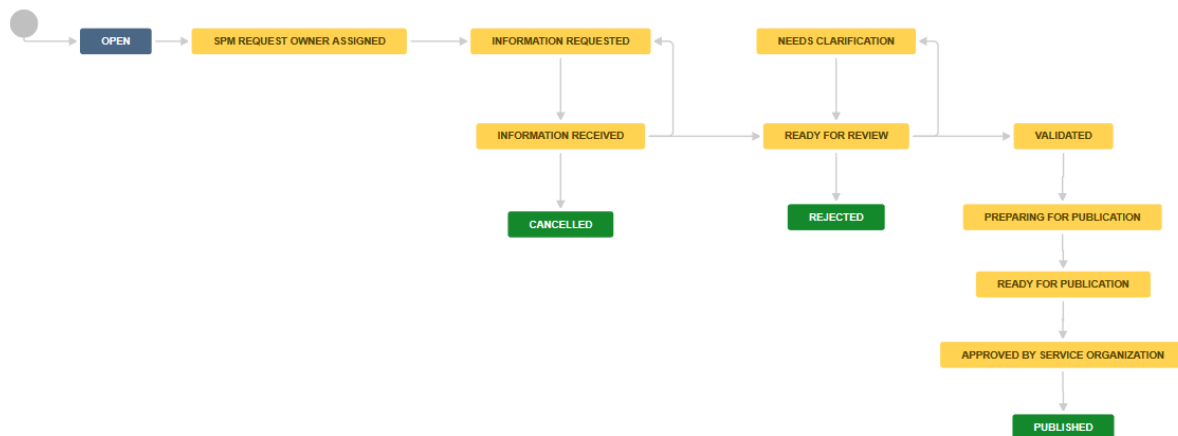 OPEN
SPM REQUEST OWNER ASSIGNED
INFORMATION REQUESTED
NEEDS CLARIFICATION
INFORMATION RECEIVED
READY FOR REVIEW
VALIDATED
CANCELLED
REJECTED
PREPARING FOR PUBLICATION
READY FOR PUBLICATION
APPROVED BY SERVICE ORGANIZATION
PUBLISHED